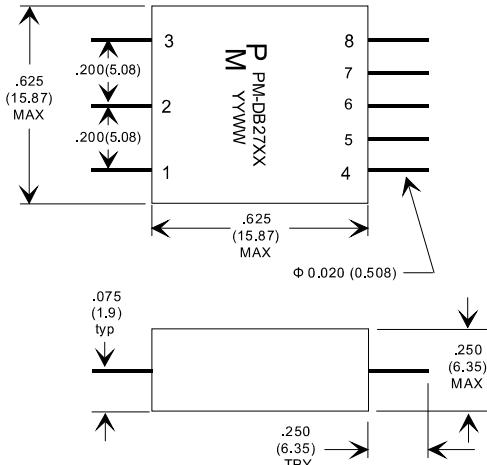 3
8
.200(5.08)
7
.625
(15.87)
MAX
2
6
P
M
PM-DB27XX
YYWW
.200(5.08)
5
1
4
.625
(15.87)
MAX
Φ 0.020 (0.508)
.075
(1.9)
typ
.250
(6.35)
MAX
.250
(6.35)